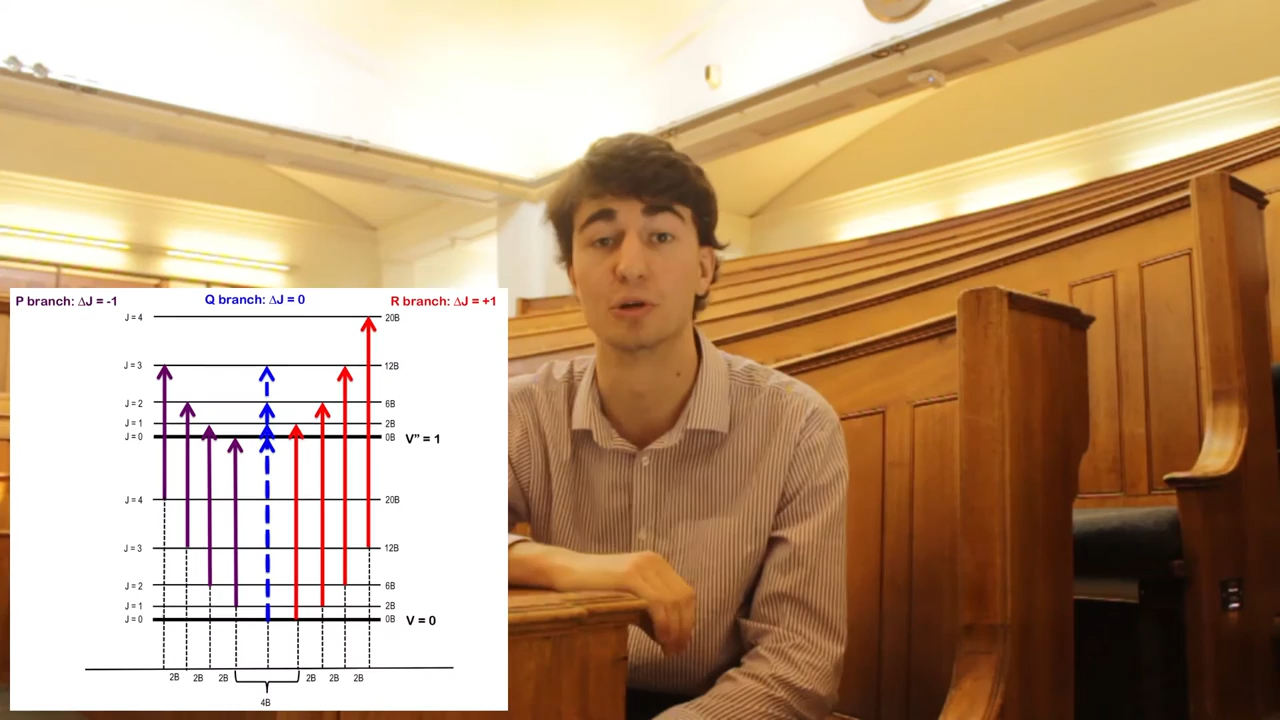 P branch: ΔJ = -1 Q branch: ΔJ = 0 R branch: ΔJ = +1
J = 4 20B
J = 3 12B
J = 2 6B
J = 1 2B
J = 0 0B V" = 1
J = 4 20B
J = 3 12B
J = 2 6B
J = 1 2B
J = 0 0B V = 0
2B 2B 2B 2B 2B 2B
4B